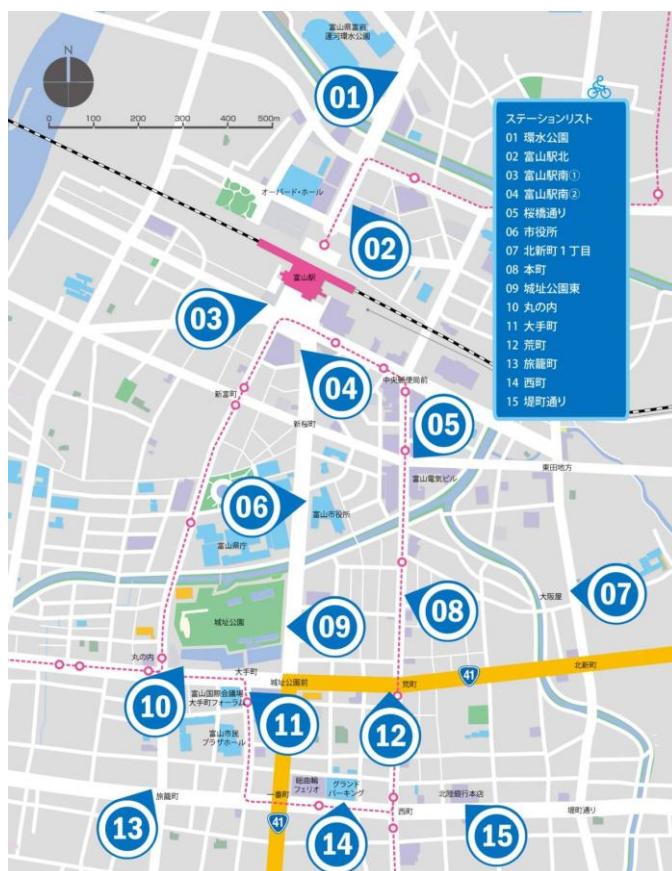 富山県富岩
運河環水公園
N
0 100 200 300 500m
01
ステーションリスト
01 環水公園
02 富山駅北
03 富山駅南①
04 富山駅南②
05 桜橋通り
06 市役所
07 北新町1丁目
08 本町
09 城址公園東
10 丸の内
11 大手町
12 荒町
13 旅籠町
14 西町
15 堤町通り
オーバード・ホール
02
富山駅
03
04
中央郵便局前
新富町
新桜町
05
東田地方
富山電気ビル
06
富山市役所
富山県庁
大阪屋
07
08
城址公園
09
丸の内
大手町
北新町
41
城址公園前
荒町
10
富山国際会議場
大手町フォーラム
11
12
富山市民
プラザホール
総曲輪
フェリオ
グランド
パーキング
旅籠町
一番町
西町
北陸銀行本店
堤町通り
13
41
14
15